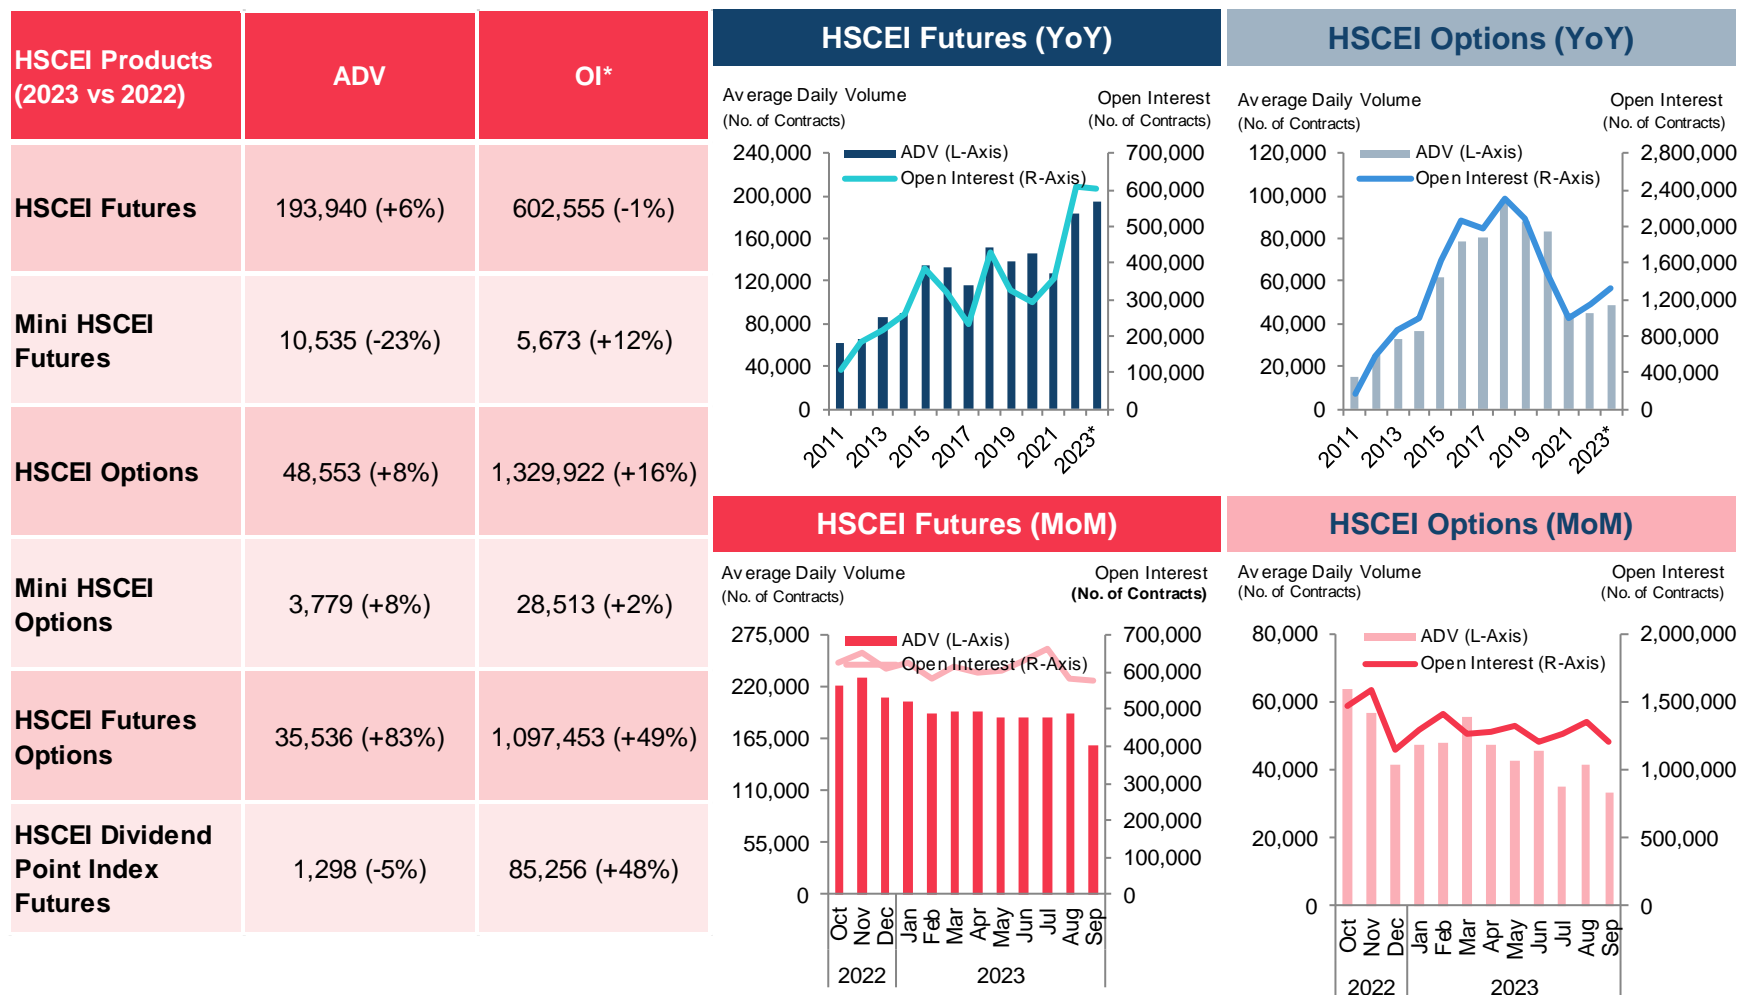 HSCEI Products
(2023 vs 2022)
ADV
OI*
HSCEI Futures
193,940 (+6%)
602,555 (-1%)
Mini HSCEI
Futures
10,535 (-23%)
5,673 (+12%)
HSCEI Options
48,553 (+8%)
1,329,922 (+16%)
Mini HSCEI
Options
3,779 (+8%)
28,513 (+2%)
HSCEI Futures
Options
35,536 (+83%)
1,097,453 (+49%)
HSCEI Dividend
Point Index
Futures
1,298 (-5%)
85,256 (+48%)
HSCEI Futures (YoY)
Average Daily Volume
(No. of Contracts)
Open Interest
(No. of Contracts)
ADV (L-Axis)
Open Interest (R-Axis)
240,000
200,000
160,000
120,000
80,000
40,000
0
700,000
600,000
500,000
400,000
300,000
200,000
100,000
0
2011
2013
2015
2017
2019
2021
2023*
HSCEI Options (YoY)
Average Daily Volume
(No. of Contracts)
Open Interest
(No. of Contracts)
ADV (L-Axis)
Open Interest (R-Axis)
120,000
100,000
80,000
60,000
40,000
20,000
0
2,800,000
2,400,000
2,000,000
1,600,000
1,200,000
800,000
400,000
0
2011
2013
2015
2017
2019
2021
2023*
HSCEI Futures (MoM)
Average Daily Volume
(No. of Contracts)
Open Interest
(No. of Contracts)
ADV (L-Axis)
Open Interest (R-Axis)
275,000
220,000
165,000
110,000
55,000
0
700,000
600,000
500,000
400,000
300,000
200,000
100,000
0
Oct
Nov
Dec
Jan
Feb
Mar
Apr
May
Jun
Jul
Aug
Sep
2022
2023
HSCEI Options (MoM)
Average Daily Volume
(No. of Contracts)
Open Interest
(No. of Contracts)
ADV (L-Axis)
Open Interest (R-Axis)
80,000
60,000
40,000
20,000
0
2,000,000
1,500,000
1,000,000
500,000
0
Oct
Nov
Dec
Jan
Feb
Mar
Apr
May
Jun
Jul
Aug
Sep
2022
2023